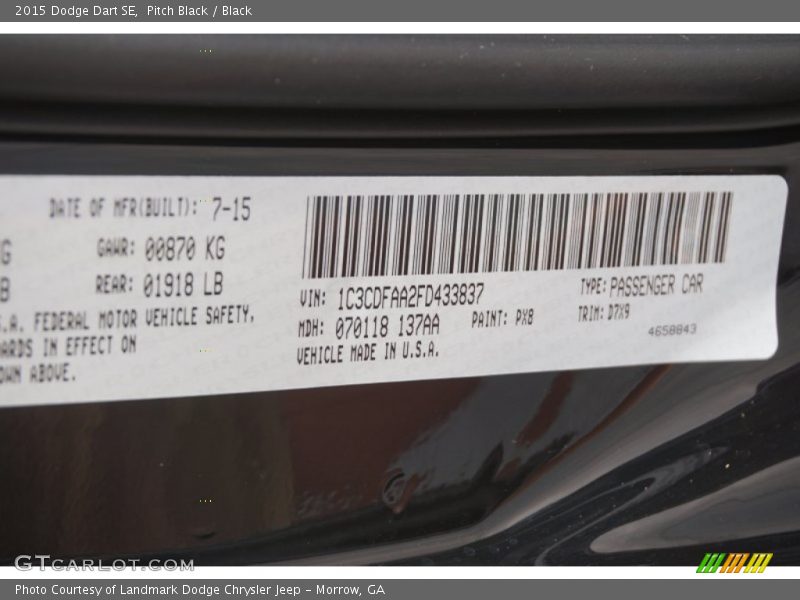 2015 Dodge Dart SE, Pitch Black / Black
DATE OF MFR(BUILT): 7-15
G GAWR: 00870 KG
B REAR: 01918 LB
.A. FEDERAL MOTOR VEHICLE SAFETY,
ARDS IN EFFECT ON
OWN ABOVE.
VIN: 1C3CDFAA2FD433837 TYPE: PASSENGER CAR
MDH: 070118 137AA PAINT: PX8 TRIM: D7X9
VEHICLE MADE IN U.S.A. 4658843
GTCARLOT.COM
Photo Courtesy of Landmark Dodge Chrysler Jeep – Morrow, GA